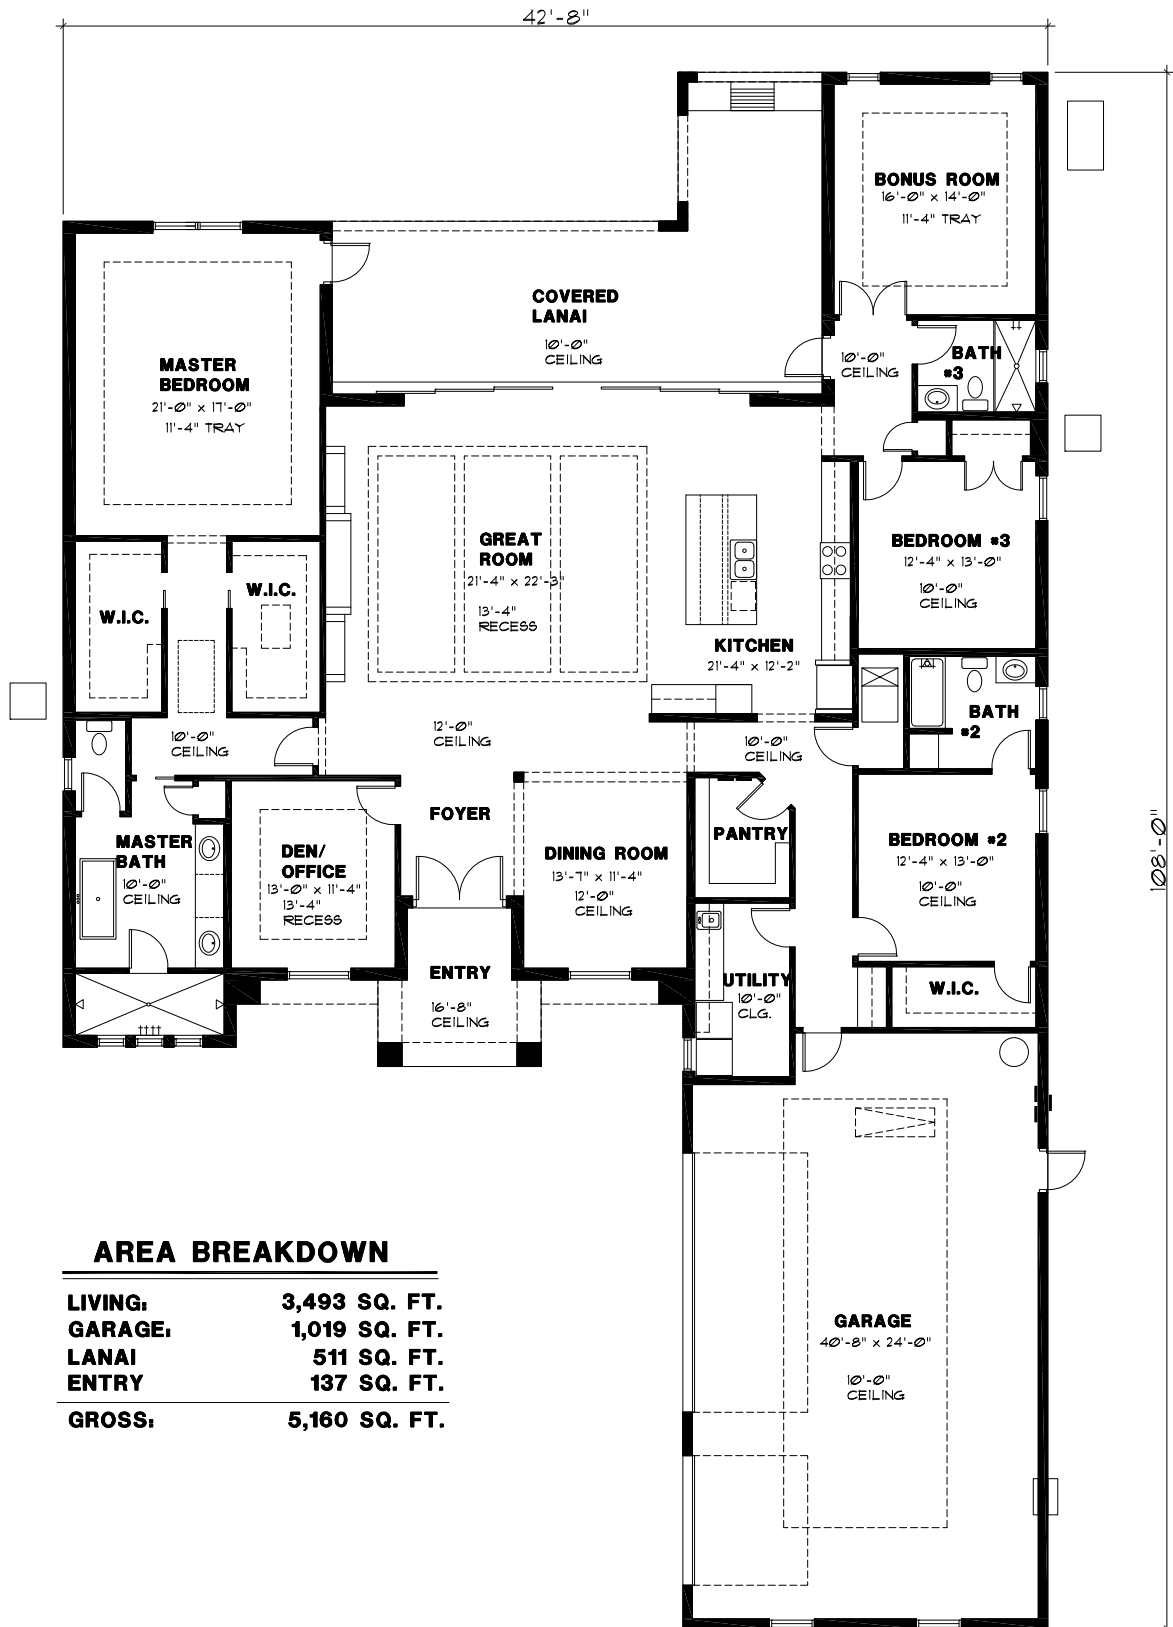 42'-8"
BONUS ROOM
16'-0" x 14'-0"
11'-4" TRAY
COVERED
LANAI
10'-0"
CEILING
10'-0"
CEILING
BATH
#3
MASTER
BEDROOM
21'-0" x 17'-0"
11'-4" TRAY
GREAT
ROOM
21'-4" x 22'-3"
13'-4"
RECESS
BEDROOM #3
12'-4" x 13'-0"
10'-0"
CEILING
W.I.C.
W.I.C.
KITCHEN
21'-4" x 12'-2"
10'-0"
CEILING
12'-0"
CEILING
10'-0"
CEILING
BATH
#2
FOYER
PANTRY
MASTER
BATH
10'-0"
CEILING
DEN/
OFFICE
13'-0" x 11'-4"
13'-4"
RECESS
DINING ROOM
13'-7" x 11'-4"
12'-0"
CEILING
BEDROOM #2
12'-4" x 13'-0"
10'-0"
CEILING
108'-0"
ENTRY
16'-8"
CEILING
UTILITY
10'-0"
CLG.
W.I.C.
AREA BREAKDOWN
LIVING: 3,493 SQ. FT.
GARAGE: 1,019 SQ. FT.
LANAI 511 SQ. FT.
ENTRY 137 SQ. FT.
GROSS: 5,160 SQ. FT.
GARAGE
40'-8" x 24'-0"
10'-0"
CEILING